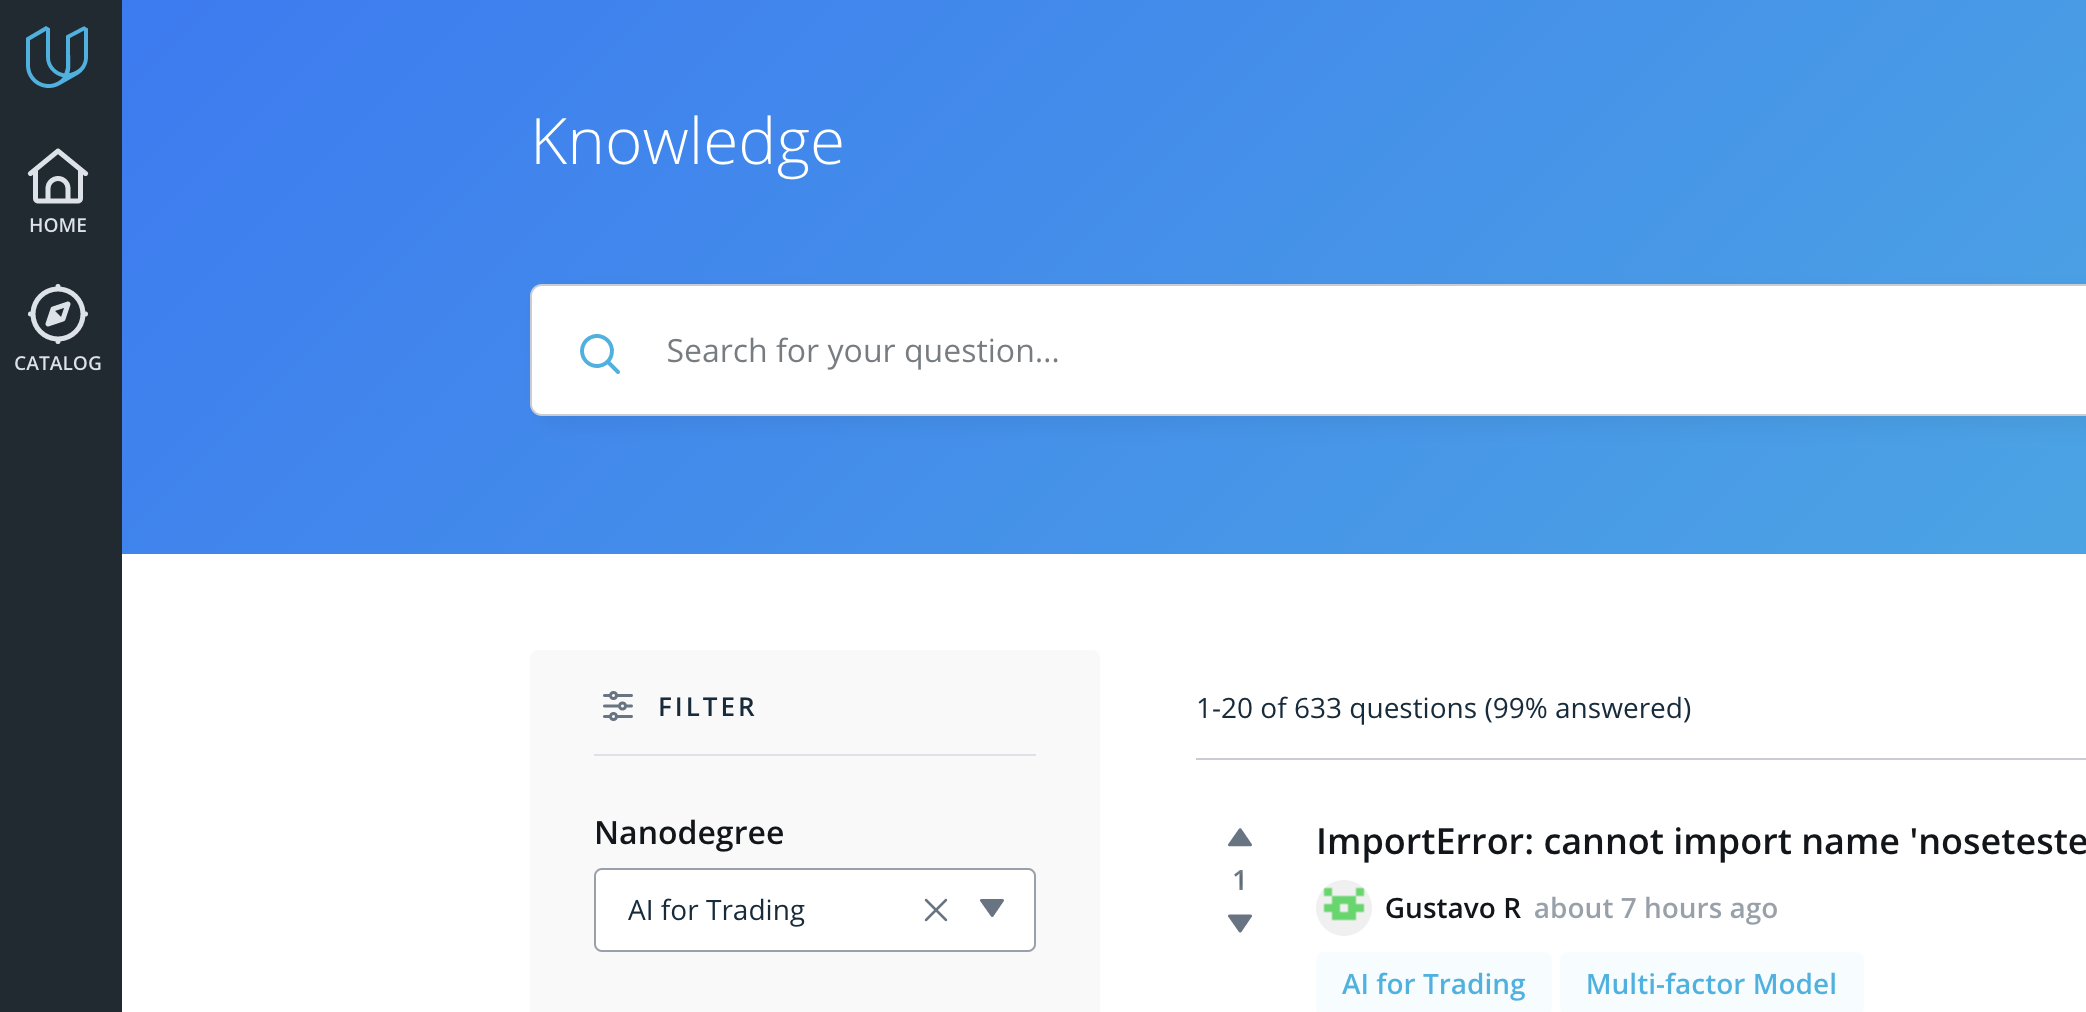 HOME
CATALOG
Knowledge
Search for your question...
FILTER
Nanodegree
AI for Trading
1-20 of 633 questions (99% answered)
1
ImportError: cannot import name 'noseteste
Gustavo R about 7 hours ago
AI for Trading Multi-factor Model